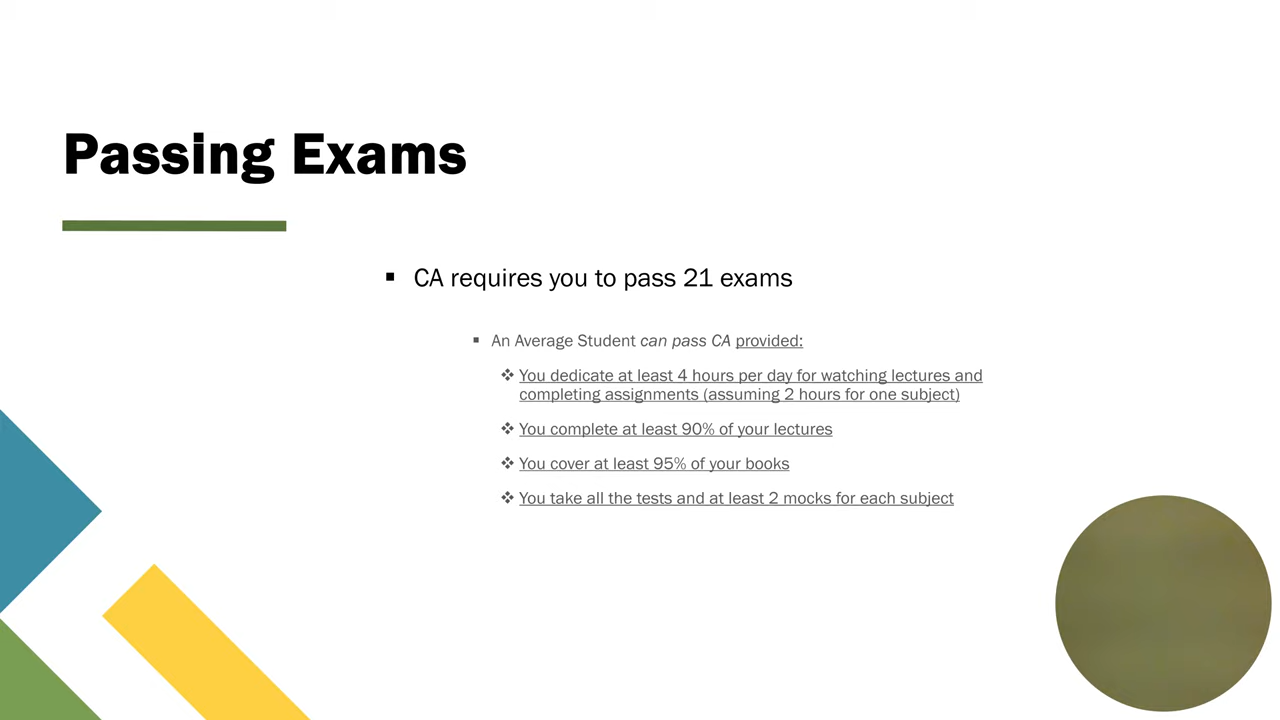 Passing Exams
▪ CA requires you to pass 21 exams
▪ An Average Student can pass CA provided:
❖ You dedicate at least 4 hours per day for watching lectures and
completing assignments (assuming 2 hours for one subject)
❖ You complete at least 90% of your lectures
❖ You cover at least 95% of your books
❖ You take all the tests and at least 2 mocks for each subject